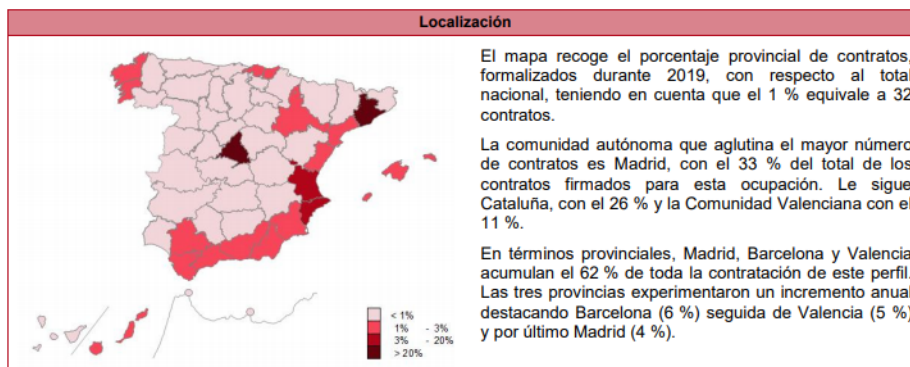 Localización
El mapa recoge el porcentaje provincial de contratos,
formalizados durante 2019, con respecto al total
nacional, teniendo en cuenta que el 1 % equivale a 32
contratos.
La comunidad autónoma que aglutina el mayor número
de contratos es Madrid, con el 33 % del total de los
contratos firmados para esta ocupación. Le sigue
Cataluña, con el 26 % y la Comunidad Valenciana con el
11 %.
En términos provinciales, Madrid, Barcelona y Valencia
acumulan el 62 % de toda la contratación de este perfil.
Las tres provincias experimentaron un incremento anual
destacando Barcelona (6 %) seguida de Valencia (5 %)
y por último Madrid (4 %).
< 1%
1% - 3%
3% - 20%
> 20%